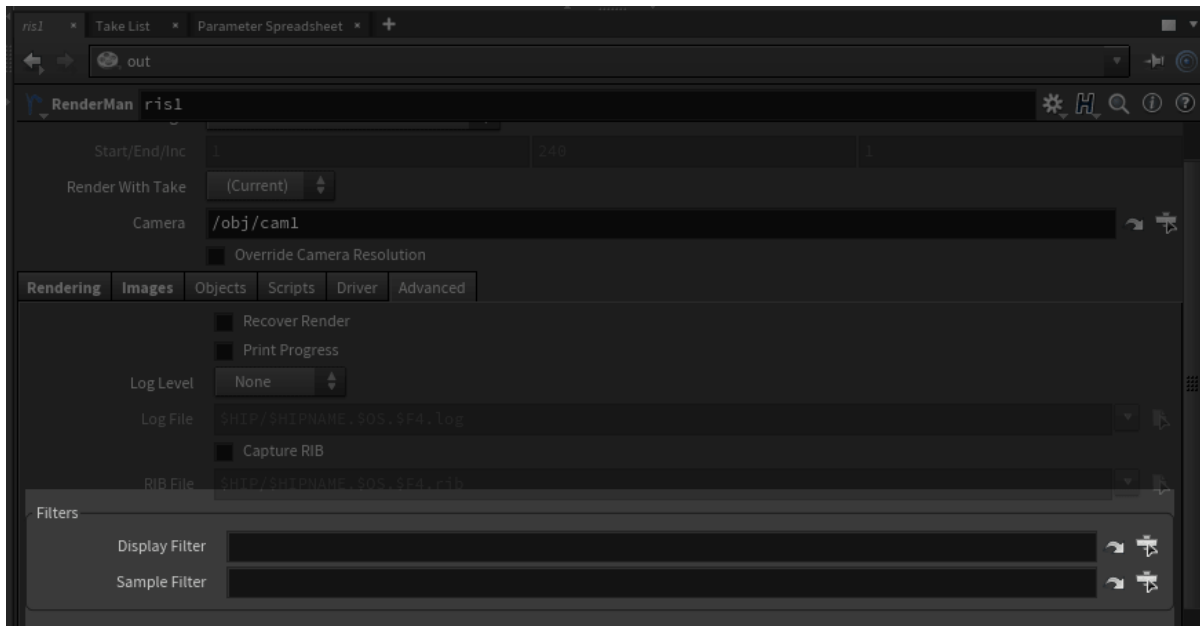 ris1 × Take List × Parameter Spreadsheet × +
out
RenderMan ris1
Start/End/Inc 1 240 1
Render With Take (Current)
Camera /obj/cam1
Override Camera Resolution
Rendering Images Objects Scripts Driver Advanced
Recover Render
Print Progress
Log Level None
Log File $HIP/$HIPNAME.$OS.$F4.log
Capture RIB
RIB File $HIP/$HIPNAME.$OS.$F4.rib
Filters
Display Filter
Sample Filter